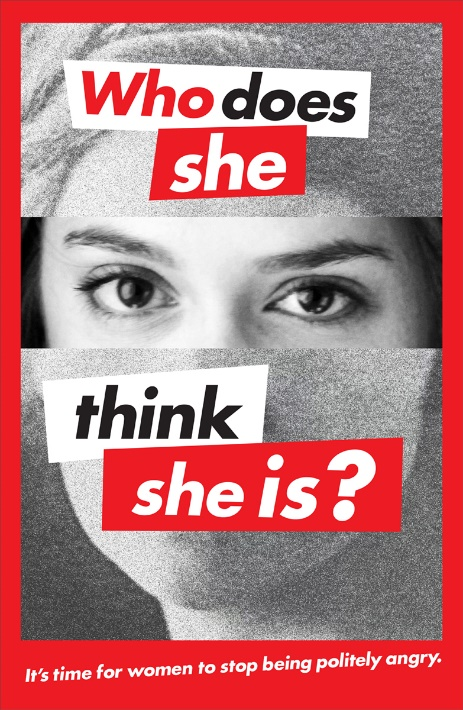 Who does
she
think
she is?
It's time for women to stop being politely angry.